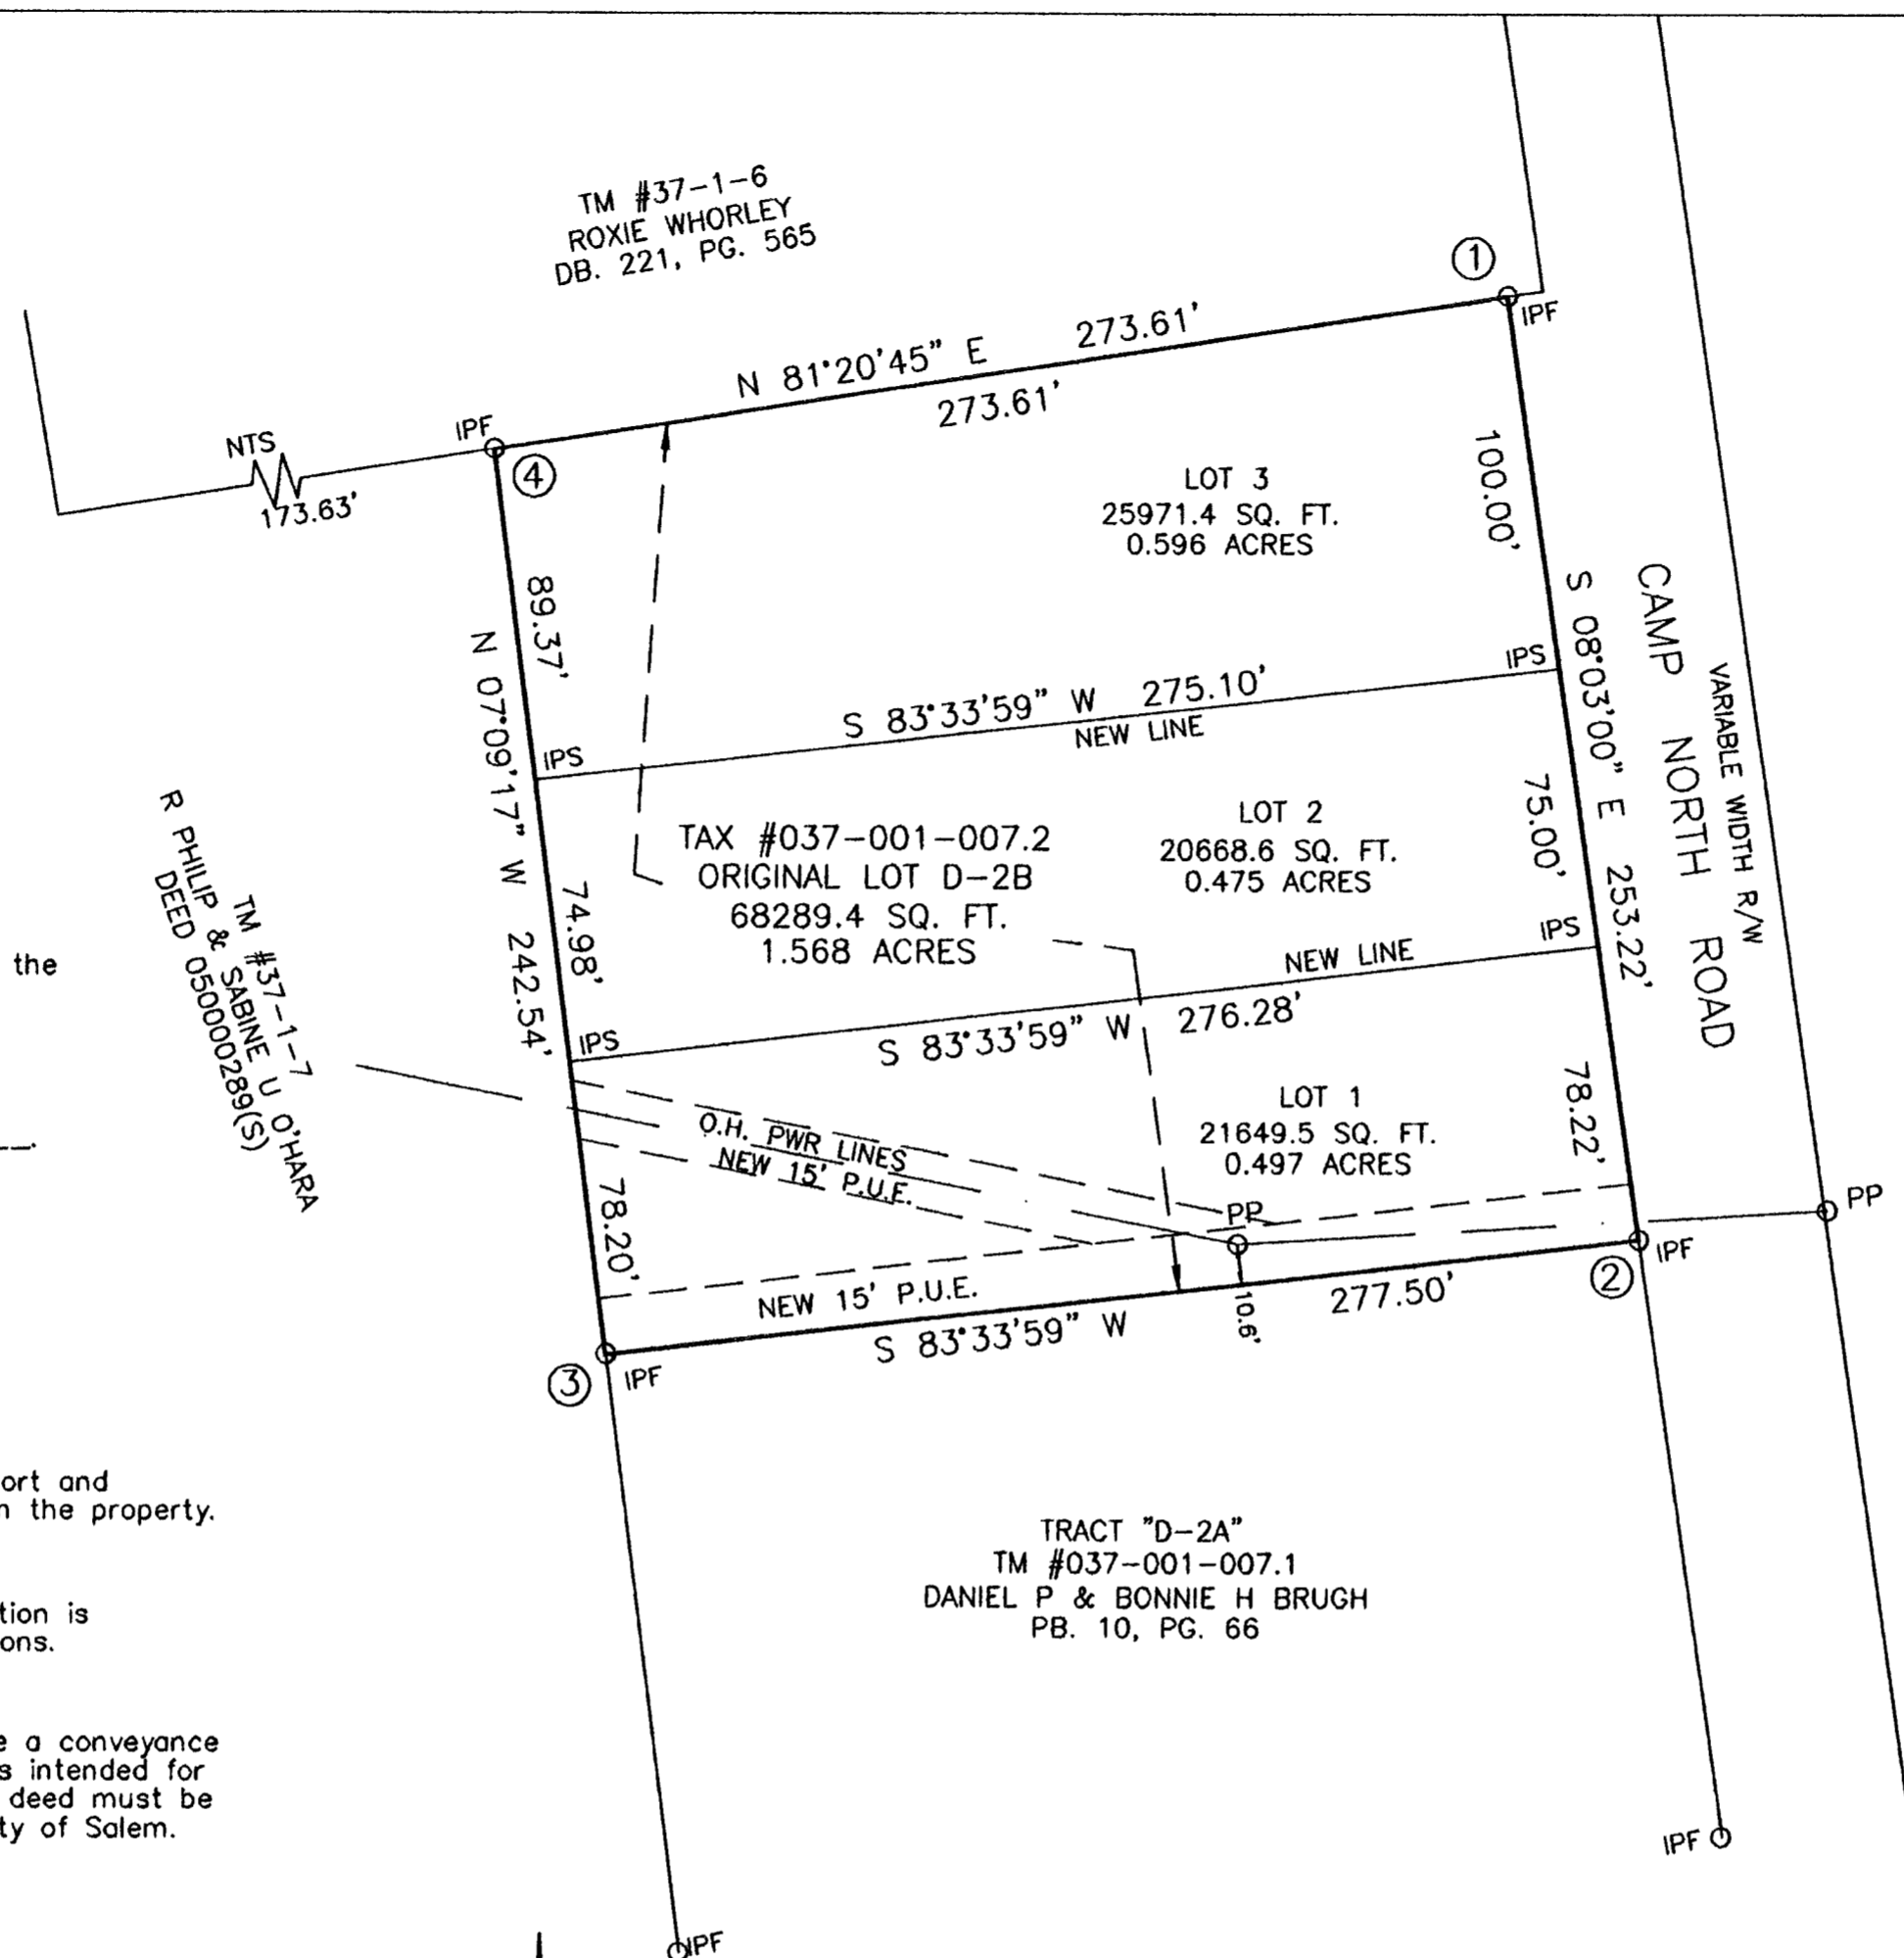 TM #37-1-6
ROXIE WHORLEY
DB. 221, PG. 565
1
IPF
N 81°20'45" E 273.61'
273.61'
IPF
4
NTS
173.63'
LOT 3
25971.4 SQ. FT.
0.596 ACRES
100.00'
89.37'
N 07°09'17" W 242.54'
S 08°03'00" E 253.22'
CAMP NORTH ROAD
VARIABLE WIDTH R/W
IPS
S 83°33'59" W 275.10'
NEW LINE
IPS
TAX #037-001-007.2
ORIGINAL LOT D-2B
68289.4 SQ. FT.
1.568 ACRES
LOT 2
20668.6 SQ. FT.
0.475 ACRES
75.00'
74.98'
TM #37-1-7
R PHILIP & SABINE U O'HARA
DEED 050000289(S)
the
IPS
NEW LINE
S 83°33'59" W 276.28'
IPS
LOT 1
21649.5 SQ. FT.
0.497 ACRES
78.22'
O.H. PWR LINES
NEW 15' P.U.E.
78.20'
PP
PP
IPF
2
NEW 15' P.U.E.
277.50'
10.6'
S 83°33'59" W
3
IPF
ort and
n the property.
TRACT "D-2A"
TM #037-001-007.1
DANIEL P & BONNIE H BRUGH
PB. 10, PG. 66
tion is
ons.
e a conveyance
s intended for
deed must be
ty of Salem.
IPF
IPF